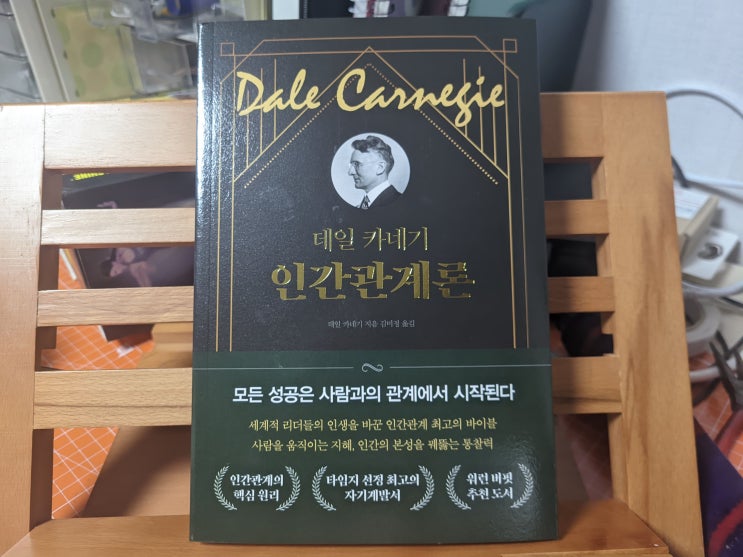 Dale Carnegie
데일 카네기
인간관계론
데일 카네기 지음 김미정 옮김
모든 성공은 사람과의 관계에서 시작된다
세계적 리더들의 인생을 바꾼 인간관계 최고의 바이블
사람을 움직이는 지혜, 인간의 본성을 꿰뚫는 통찰력
인간관계의
핵심 원리
타임지 선정 최고의
자기계발서
워런 버핏
추천 도서